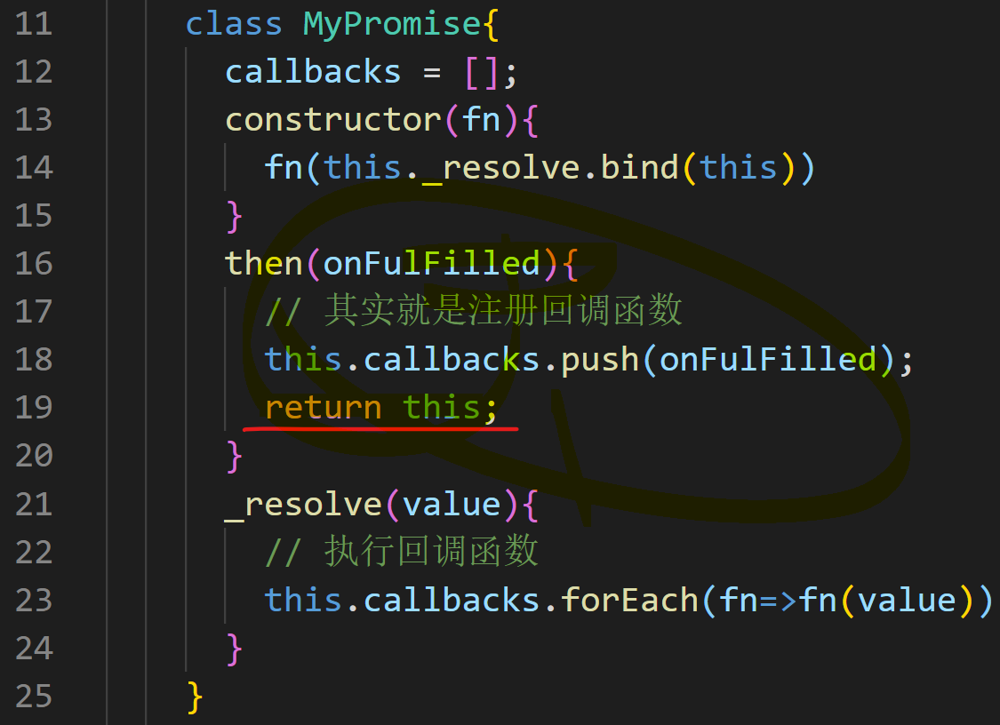 11 class MyPromise{
12 callbacks = [];
13 constructor(fn){
14 fn(this._resolve.bind(this))
15 }
16 then(onFulFilled){
17 // 其实就是注册回调函数
18 this.callbacks.push(onFulFilled);
19 return this;
20 }
21 _resolve(value){
22 // 执行回调函数
23 this.callbacks.forEach(fn=>fn(value))
24 }
25 }